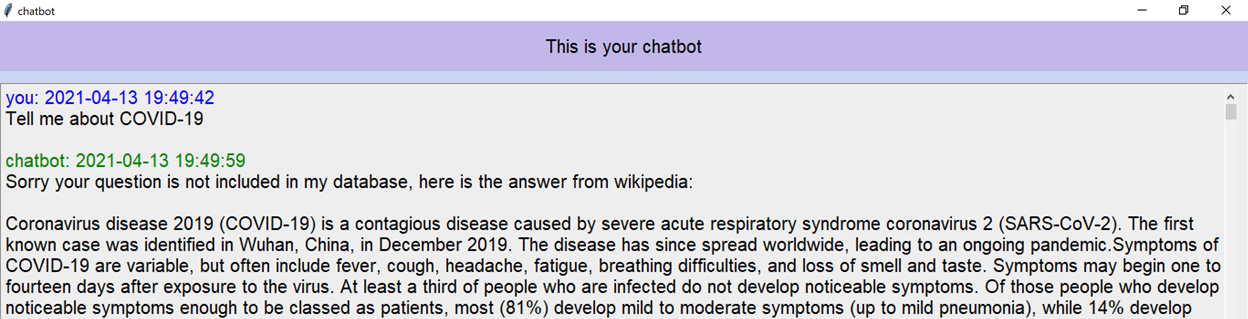 chatbot
This is your chatbot
you: 2021-04-13 19:49:42
Tell me about COVID-19
chatbot: 2021-04-13 19:49:59
Sorry your question is not included in my database, here is the answer from wikipedia:
Coronavirus disease 2019 (COVID-19) is a contagious disease caused by severe acute respiratory syndrome coronavirus 2 (SARS-CoV-2). The first
known case was identified in Wuhan, China, in December 2019. The disease has since spread worldwide, leading to an ongoing pandemic.Symptoms of
COVID-19 are variable, but often include fever, cough, headache, fatigue, breathing difficulties, and loss of smell and taste. Symptoms may begin one to
fourteen days after exposure to the virus. At least a third of people who are infected do not develop noticeable symptoms. Of those people who develop
noticeable symptoms enough to be classed as patients, most (81%) develop mild to moderate symptoms (up to mild pneumonia), while 14% develop